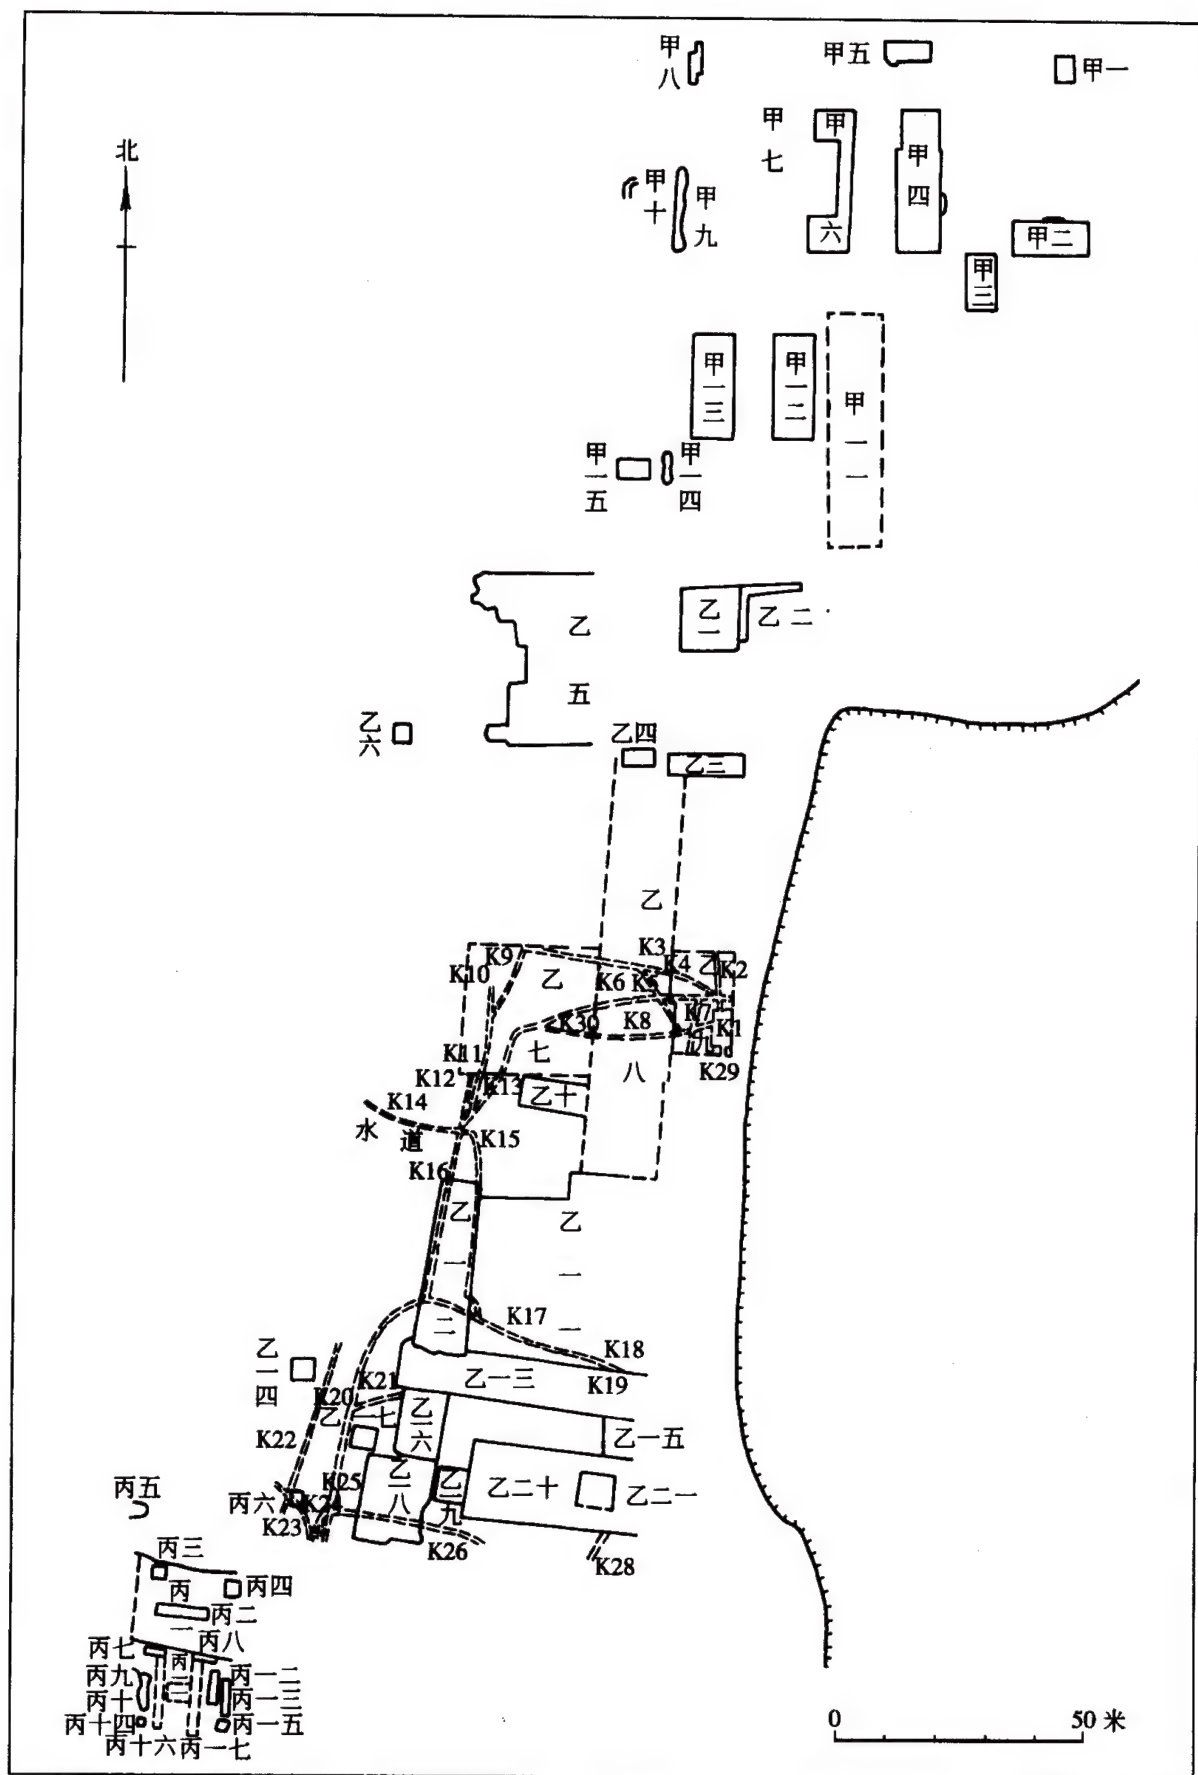 甲八
甲五
甲一
北
甲七
甲六
甲四
甲十
甲九
甲二
甲三
甲一三
甲一二
甲一一
甲一五
甲一四
乙五
乙一
乙二
乙六
乙四
乙三
乙八
K3
K9
K4
乙九
K2
K10
乙七
K6
K5
K30
K8
K7
K1
K11
K29
K12
K13
乙十
K14
水道
K15
K16
乙一二
乙一一
K17
K18
乙一四
乙一三
K19
K20
K21
乙一七
乙一六
K22
乙一五
K25
乙一八
乙一九
乙二十
乙二一
丙五
丙六
K24
K23
K26
K28
丙三
丙四
丙一
丙二
丙七
丙八
丙九
丙一二
丙十
丙一三
丙十四
丙一五
丙十六
丙一七
0
50 米